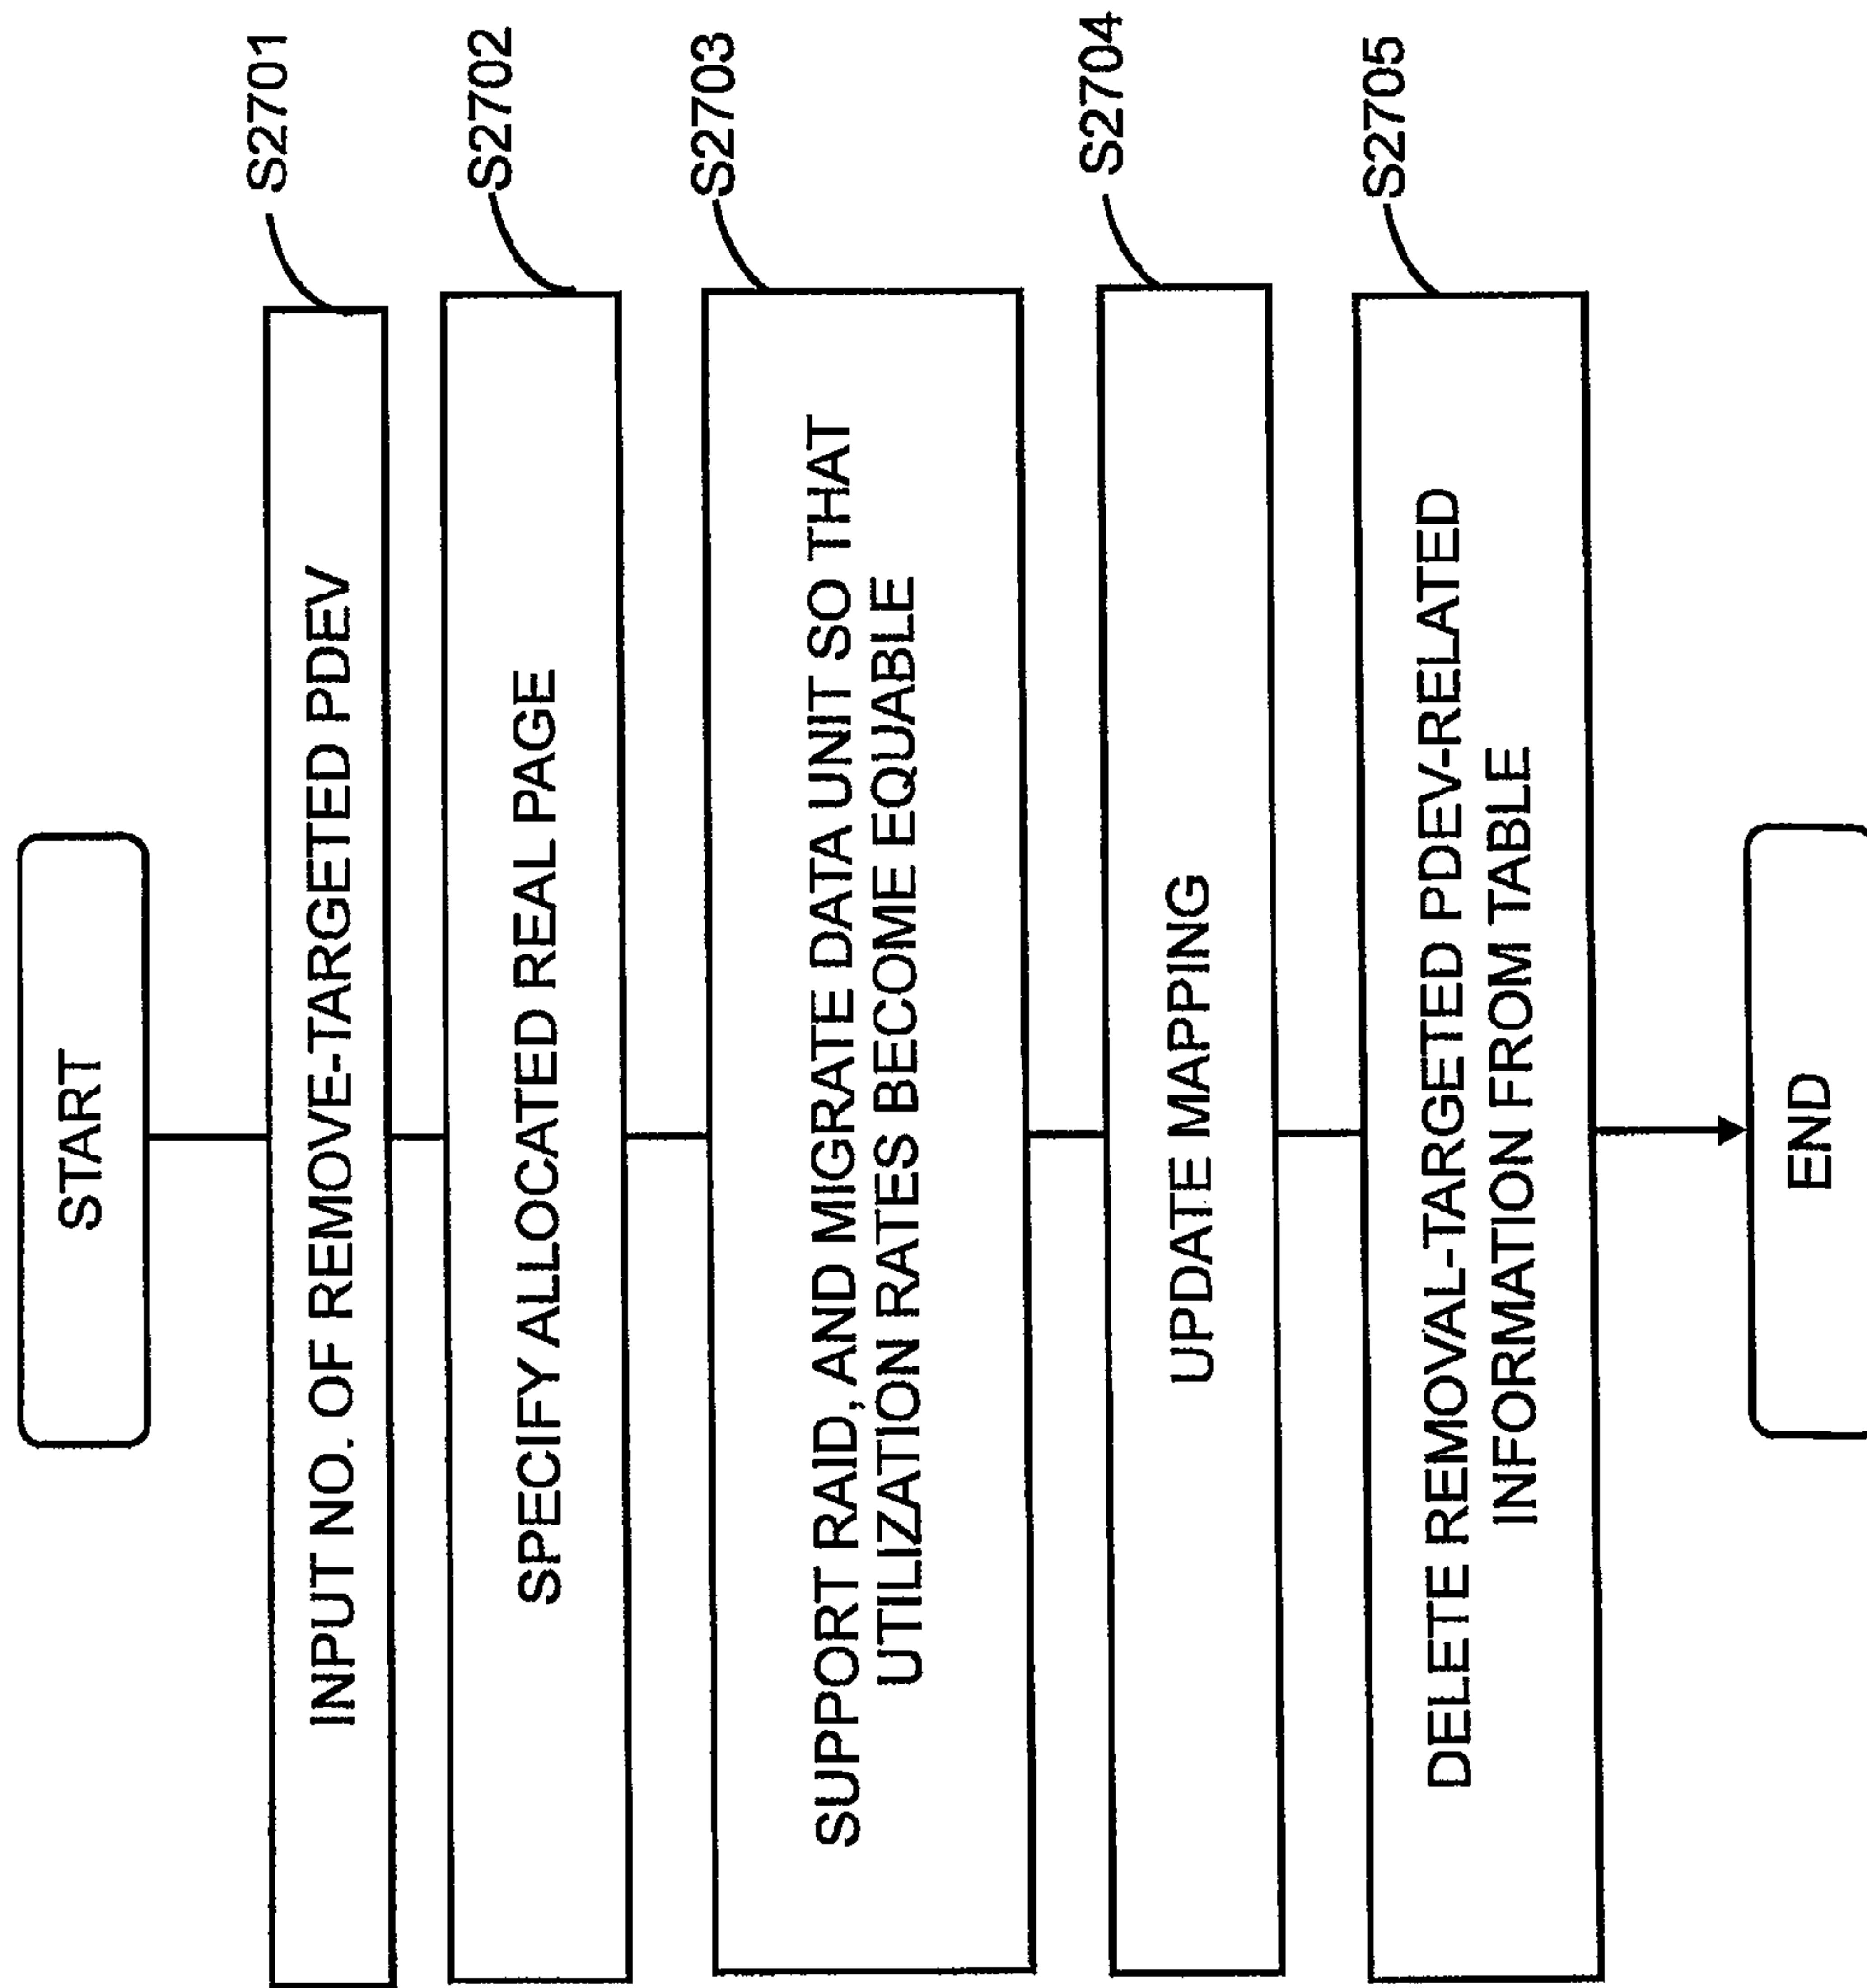 START
S2701
INPUT NO. OF REMOVE-TARGETED PDEV
S2702
SPECIFY ALLOCATED REAL PAGE
S2703
SUPPORT RAID, AND MIGRATE DATA UNIT SO THAT
UTILIZATION RATES BECOME EQUABLE
S2704
UPDATE MAPPING
S2705
DELETE REMOVAL-TARGETED PDEV-RELATED
INFORMATION FROM TABLE
END